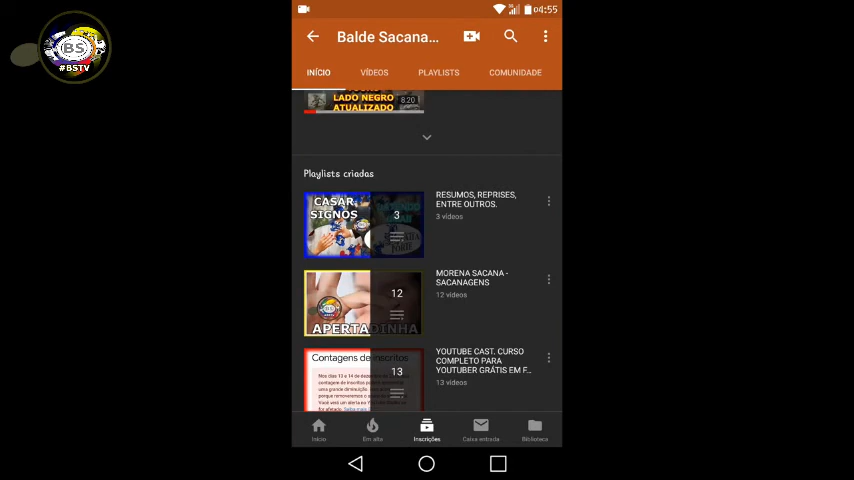 04:55
BS
#BSTV
Balde Sacana...
INÍCIO
VÍDEOS
PLAYLISTS
COMUNIDADE
LADO NEGRO
ATUALIZADO
8:20
Playlists criadas
CASAR
SIGNOS
3
RESUMOS, REPRISES,
ENTRE OUTROS.
3 vídeos
12
APERTADINHA
MORENA SACANA -
SACANAGENS
12 vídeos
Contagens de inscritos
13
YOUTUBE CAST. CURSO
COMPLETO PARA
YOUTUBER GRÁTIS EM F...
13 vídeos
Início
Em alta
Inscrições
Caixa entrada
Biblioteca